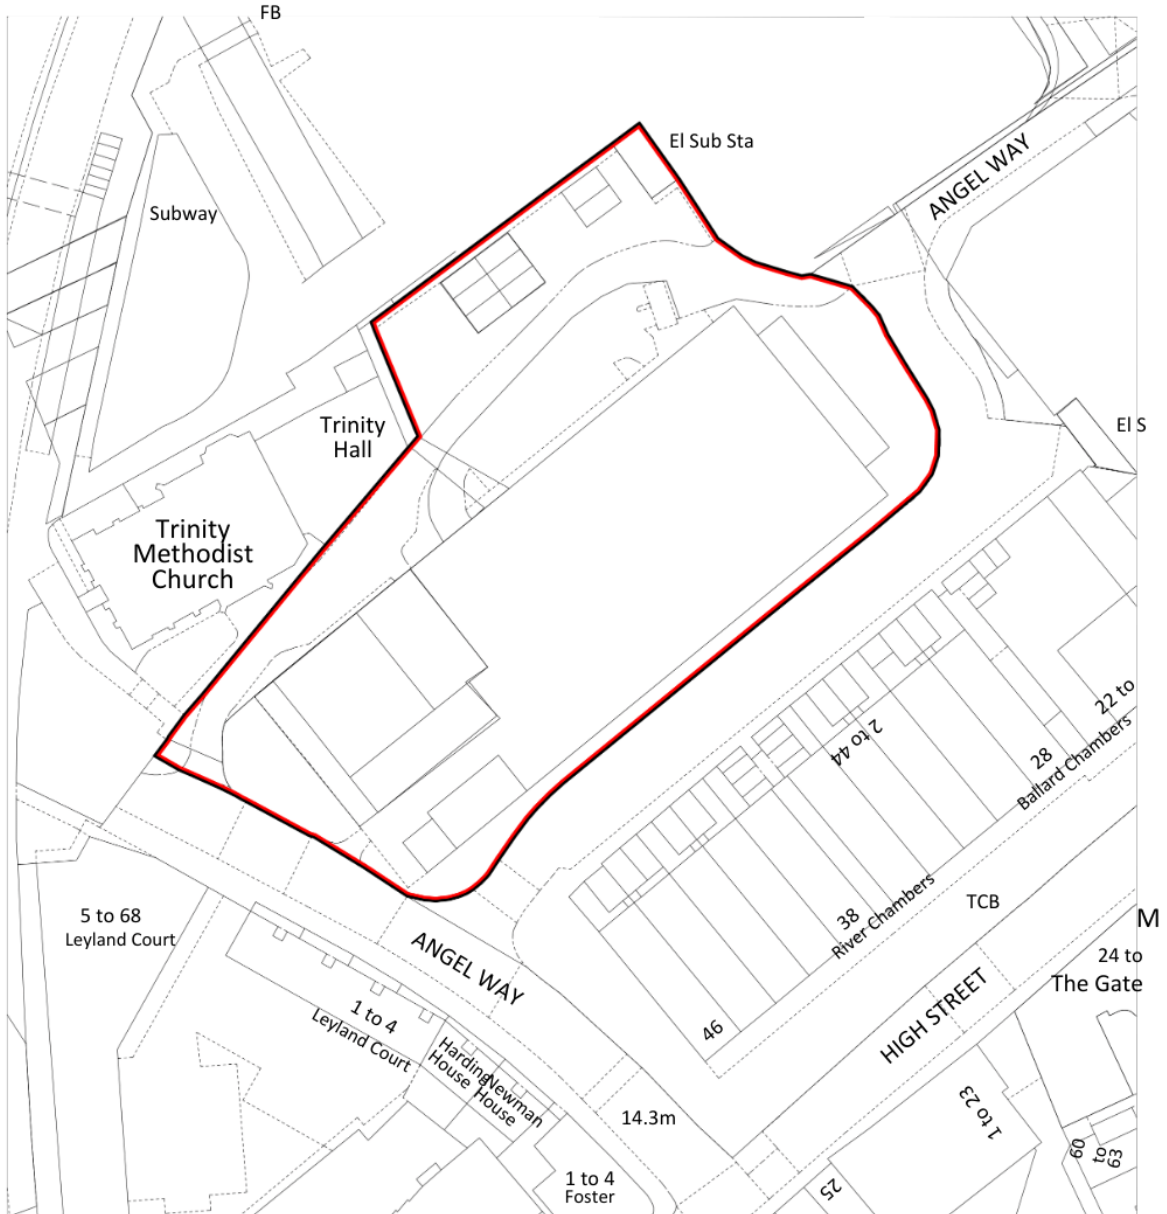 FB
El Sub Sta
ANGEL WAY
Subway
El S
Trinity
Hall
Trinity
Methodist
Church
22 to
2 to 44
28
Ballard Chambers
TCB
38
River Chambers
5 to 68
Leyland Court
M
ANGEL WAY
24 to
The Gate
HIGH STREET
1 to 4
Leyland Court
46
Harding
House
Newman
House
14.3m
1 to 23
60
to
63
1 to 4
Foster
25